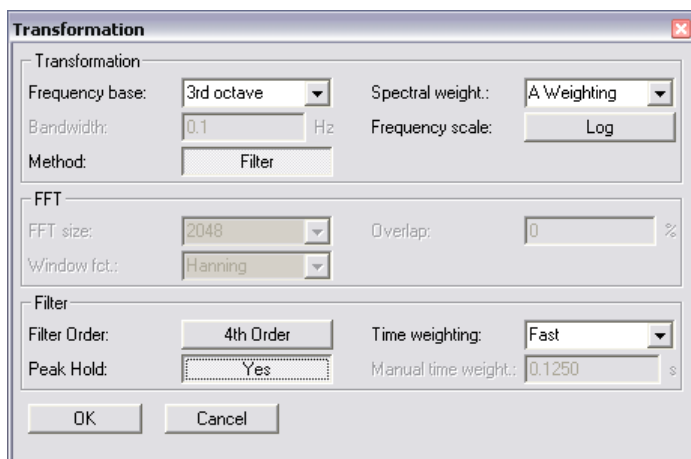 Transformation
Transformation
Frequency base: 3rd octave Spectral weight.: A Weighting
Bandwidth: 0.1 Hz Frequency scale: Log
Method: Filter
FFT
FFT size: 2048 Overlap: 0 %
Window fct.: Hanning
Filter
Filter Order: 4th Order Time weighting: Fast
Peak Hold: Yes Manual time weight.: 0.1250 s
OK Cancel